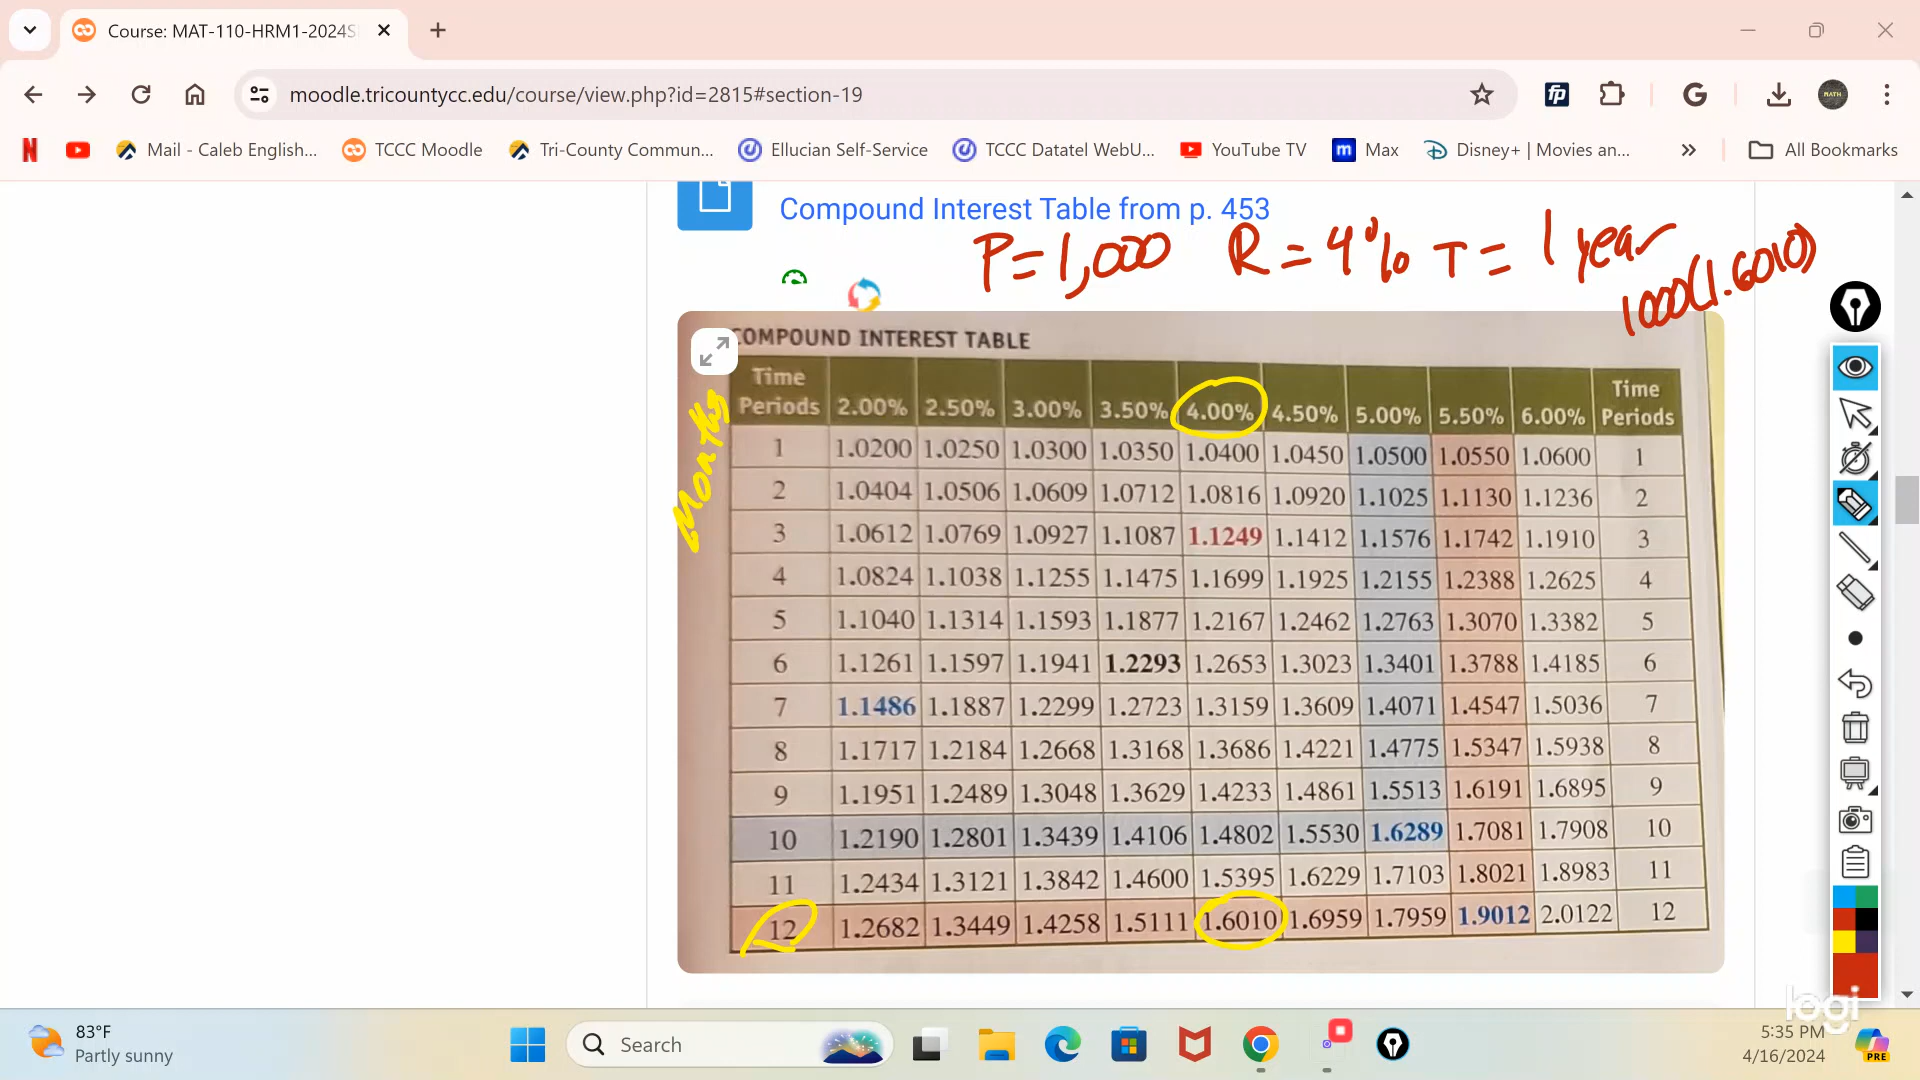 Course: MAT-110-HRM1-2024S
moodle.tricountycc.edu/course/view.php?id=2815#section-19
Mail - Caleb English... TCCC Moodle Tri-County Commun... Ellucian Self-Service TCCC Datatel WebU... YouTube TV Max Disney+ | Movies an... All Bookmarks
Compound Interest Table from p. 453
P = 1,000 R = 4% T = 1 year
1000(1.6010)
COMPOUND INTEREST TABLE
Months
Time Periods 2.00% 2.50% 3.00% 3.50% 4.00% 4.50% 5.00% 5.50% 6.00% Time Periods
1 1.0200 1.0250 1.0300 1.0350 1.0400 1.0450 1.0500 1.0550 1.0600 1
2 1.0404 1.0506 1.0609 1.0712 1.0816 1.0920 1.1025 1.1130 1.1236 2
3 1.0612 1.0769 1.0927 1.1087 1.1249 1.1412 1.1576 1.1742 1.1910 3
4 1.0824 1.1038 1.1255 1.1475 1.1699 1.1925 1.2155 1.2388 1.2625 4
5 1.1040 1.1314 1.1593 1.1877 1.2167 1.2462 1.2763 1.3070 1.3382 5
6 1.1261 1.1597 1.1941 1.2293 1.2653 1.3023 1.3401 1.3788 1.4185 6
7 1.1486 1.1887 1.2299 1.2723 1.3159 1.3609 1.4071 1.4547 1.5036 7
8 1.1717 1.2184 1.2668 1.3168 1.3686 1.4221 1.4775 1.5347 1.5938 8
9 1.1951 1.2489 1.3048 1.3629 1.4233 1.4861 1.5513 1.6191 1.6895 9
10 1.2190 1.2801 1.3439 1.4106 1.4802 1.5530 1.6289 1.7081 1.7908 10
11 1.2434 1.3121 1.3842 1.4600 1.5395 1.6229 1.7103 1.8021 1.8983 11
12 1.2682 1.3449 1.4258 1.5111 1.6010 1.6959 1.7959 1.9012 2.0122 12
logi
83°F
Partly sunny
Search
5:35 PM
4/16/2024
PRE